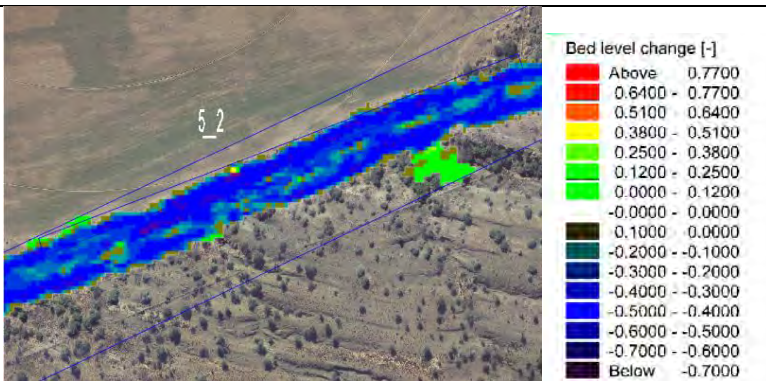 5_2
Bed level change [-]
Above 0.7700
0.6400 - 0.7700
0.5100 - 0.6400
0.3800 - 0.5100
0.2500 - 0.3800
0.1200 - 0.2500
0.0000 - 0.1200
-0.0000 - 0.0000
-0.1000 - 0.0000
-0.2000 - -0.1000
-0.3000 - -0.2000
-0.4000 - -0.3000
-0.5000 - -0.4000
-0.6000 - -0.5000
-0.7000 - -0.6000
Below -0.7000